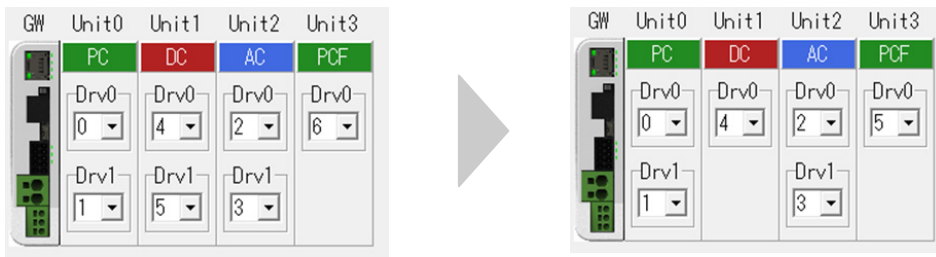 GW Unit0 Unit1 Unit2 Unit3
PC DC AC PCF
Drv0 Drv0 Drv0 Drv0
0 4 2 6
Drv1 Drv1 Drv1
1 5 3
GW Unit0 Unit1 Unit2 Unit3
PC DC AC PCF
Drv0 Drv0 Drv0 Drv0
0 4 2 5
Drv1 Drv1
1 3